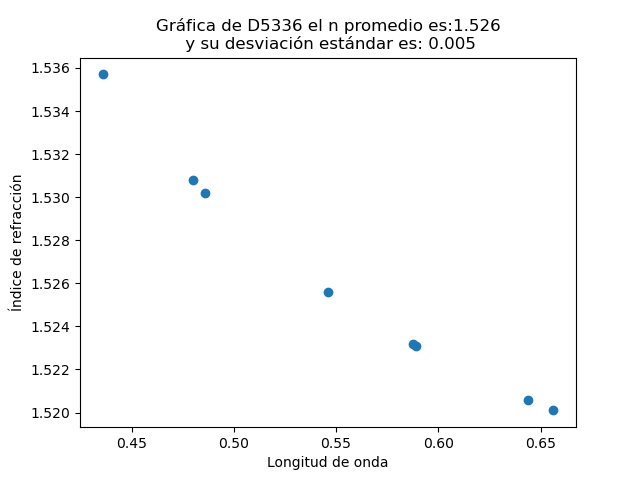 Gráfica de D5336 el n promedio es:1.526
y su desviación estándar es: 0.005
1.536
1.534
1.532
1.530
1.528
1.526
1.524
1.522
1.520
Índice de refracción
0.45 0.50 0.55 0.60 0.65
Longitud de onda